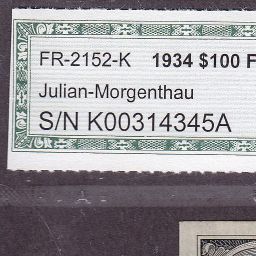 FR-2152-K 1934 $100 F
Julian-Morgenthau
S/N K00314345A